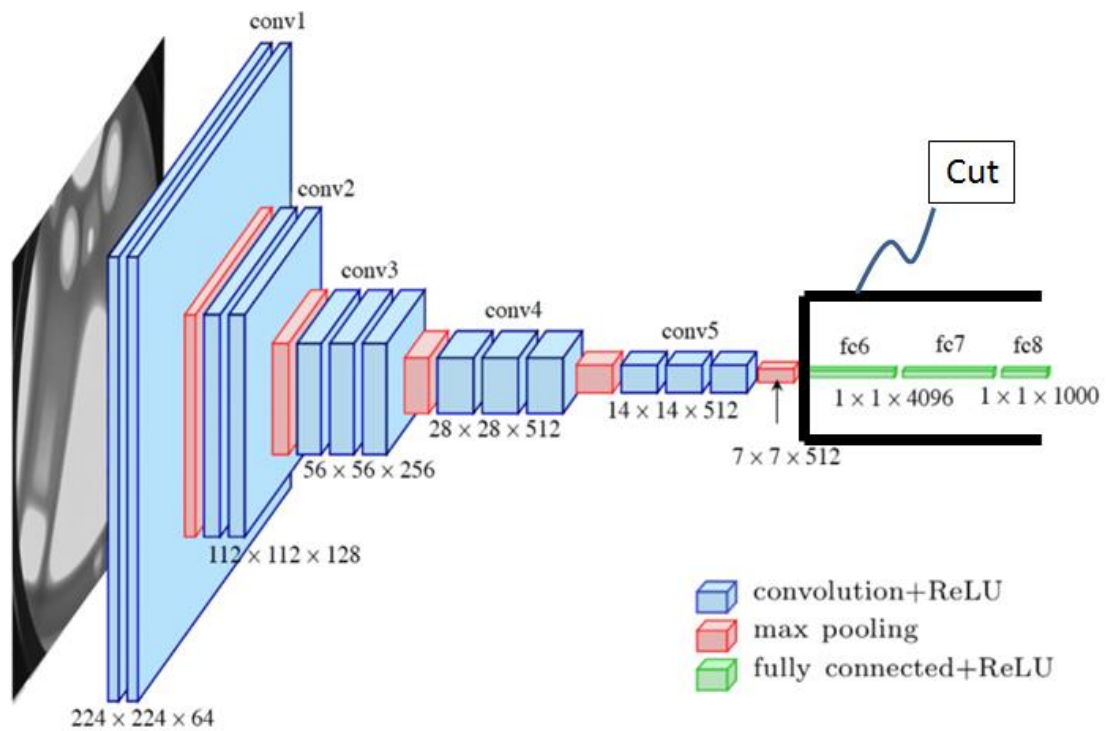 conv1
conv2
conv3
conv4
conv5
Cut
fc6
fc7
fc8
1 × 1 × 4096
1 × 1 × 1000
14 × 14 × 512
28 × 28 × 512
7 × 7 × 512
56 × 56 × 256
112 × 112 × 128
224 × 224 × 64
convolution+ReLU
max pooling
fully connected+ReLU